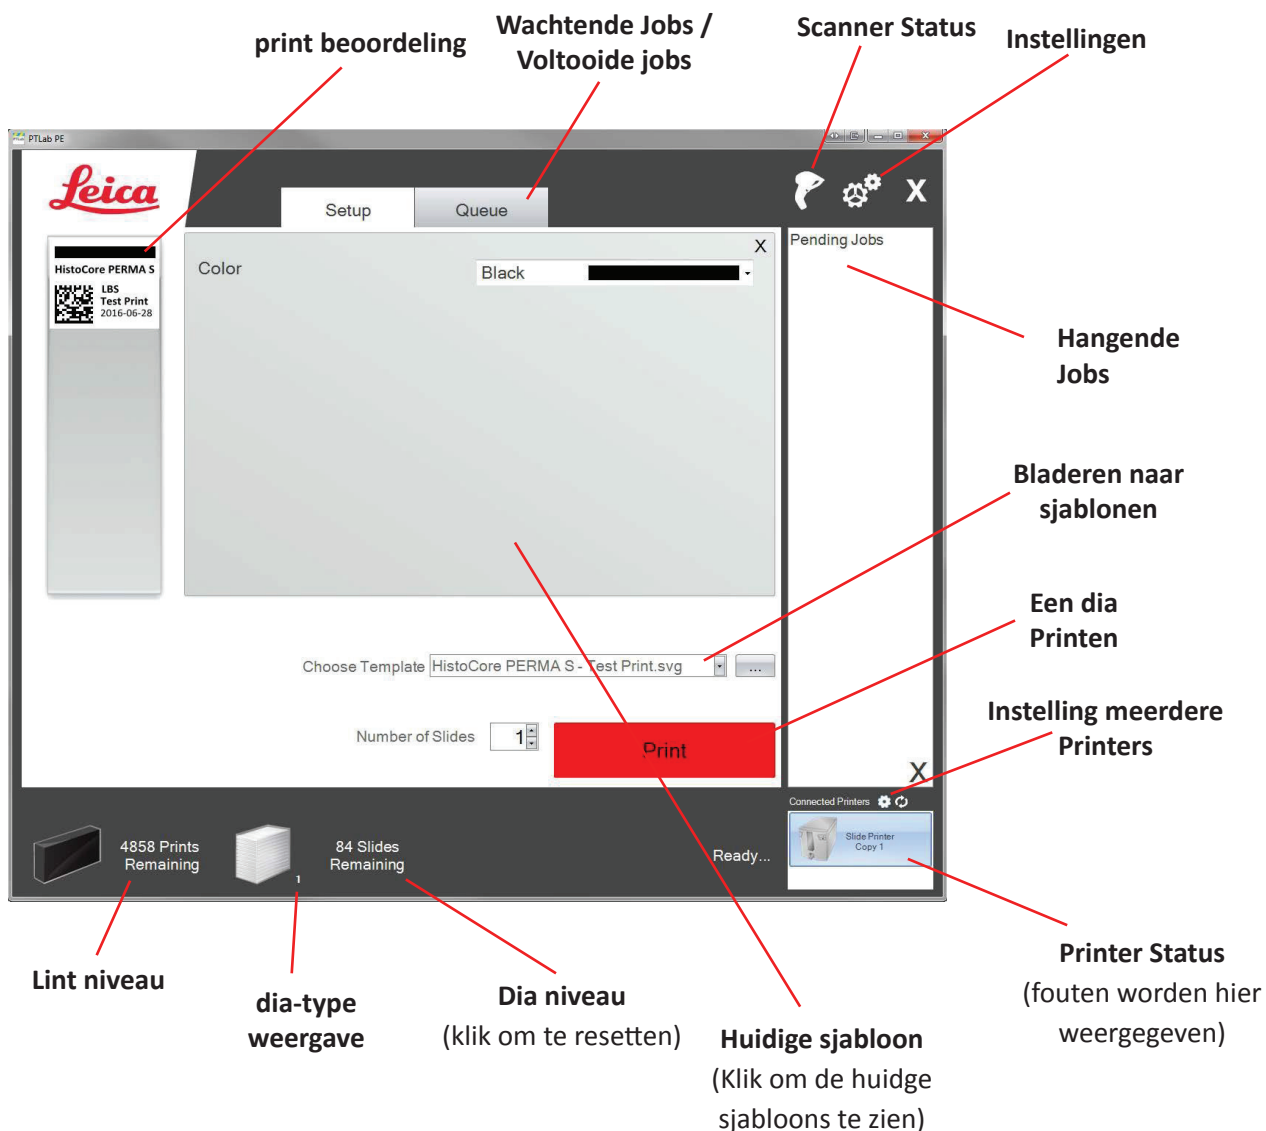 print beoordeling
Wachtende Jobs /
Voltooide jobs
Scanner Status
Instellingen
PTLab PE
Leica
Setup
Queue
X
HistoCore PERMA S
LBS
Test Print
2016-06-28
Color
Black
X
Pending Jobs
Hangende
Jobs
Bladeren naar
sjablonen
Een dia
Printen
Choose Template
HistoCore PERMA S - Test Print.svg
...
Number of Slides
1
Print
X
Instelling meerdere
Printers
Connected Printers
Slide Printer
Copy 1
4858 Prints
Remaining
1
84 Slides
Remaining
Ready...
Lint niveau
dia-type
weergave
Dia niveau
(klik om te resetten)
Huidige sjabloon
(Klik om de huidge
sjabloons te zien)
Printer Status
(fouten worden hier
weergegeven)